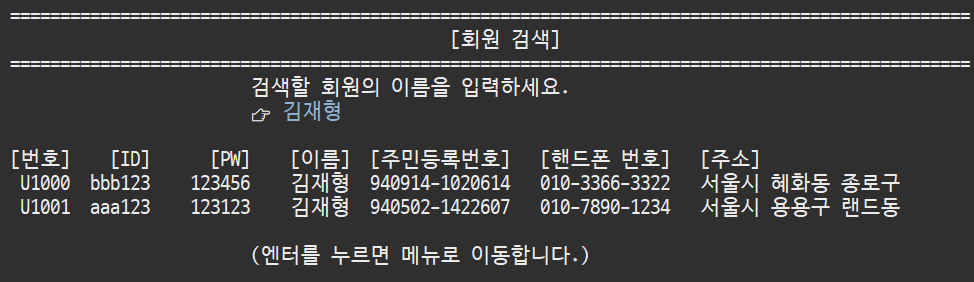 ================================================================================================
[회원 검색]
================================================================================================
검색할 회원의 이름을 입력하세요.
☞ 김재형
[번호] [ID] [PW] [이름] [주민등록번호] [핸드폰 번호] [주소]
U1000 bbb123 123456 김재형 940914-1020614 010-3366-3322 서울시 혜화동 종로구
U1001 aaa123 123123 김재형 940502-1422607 010-7890-1234 서울시 용용구 랜드동
(엔터를 누르면 메뉴로 이동합니다.)